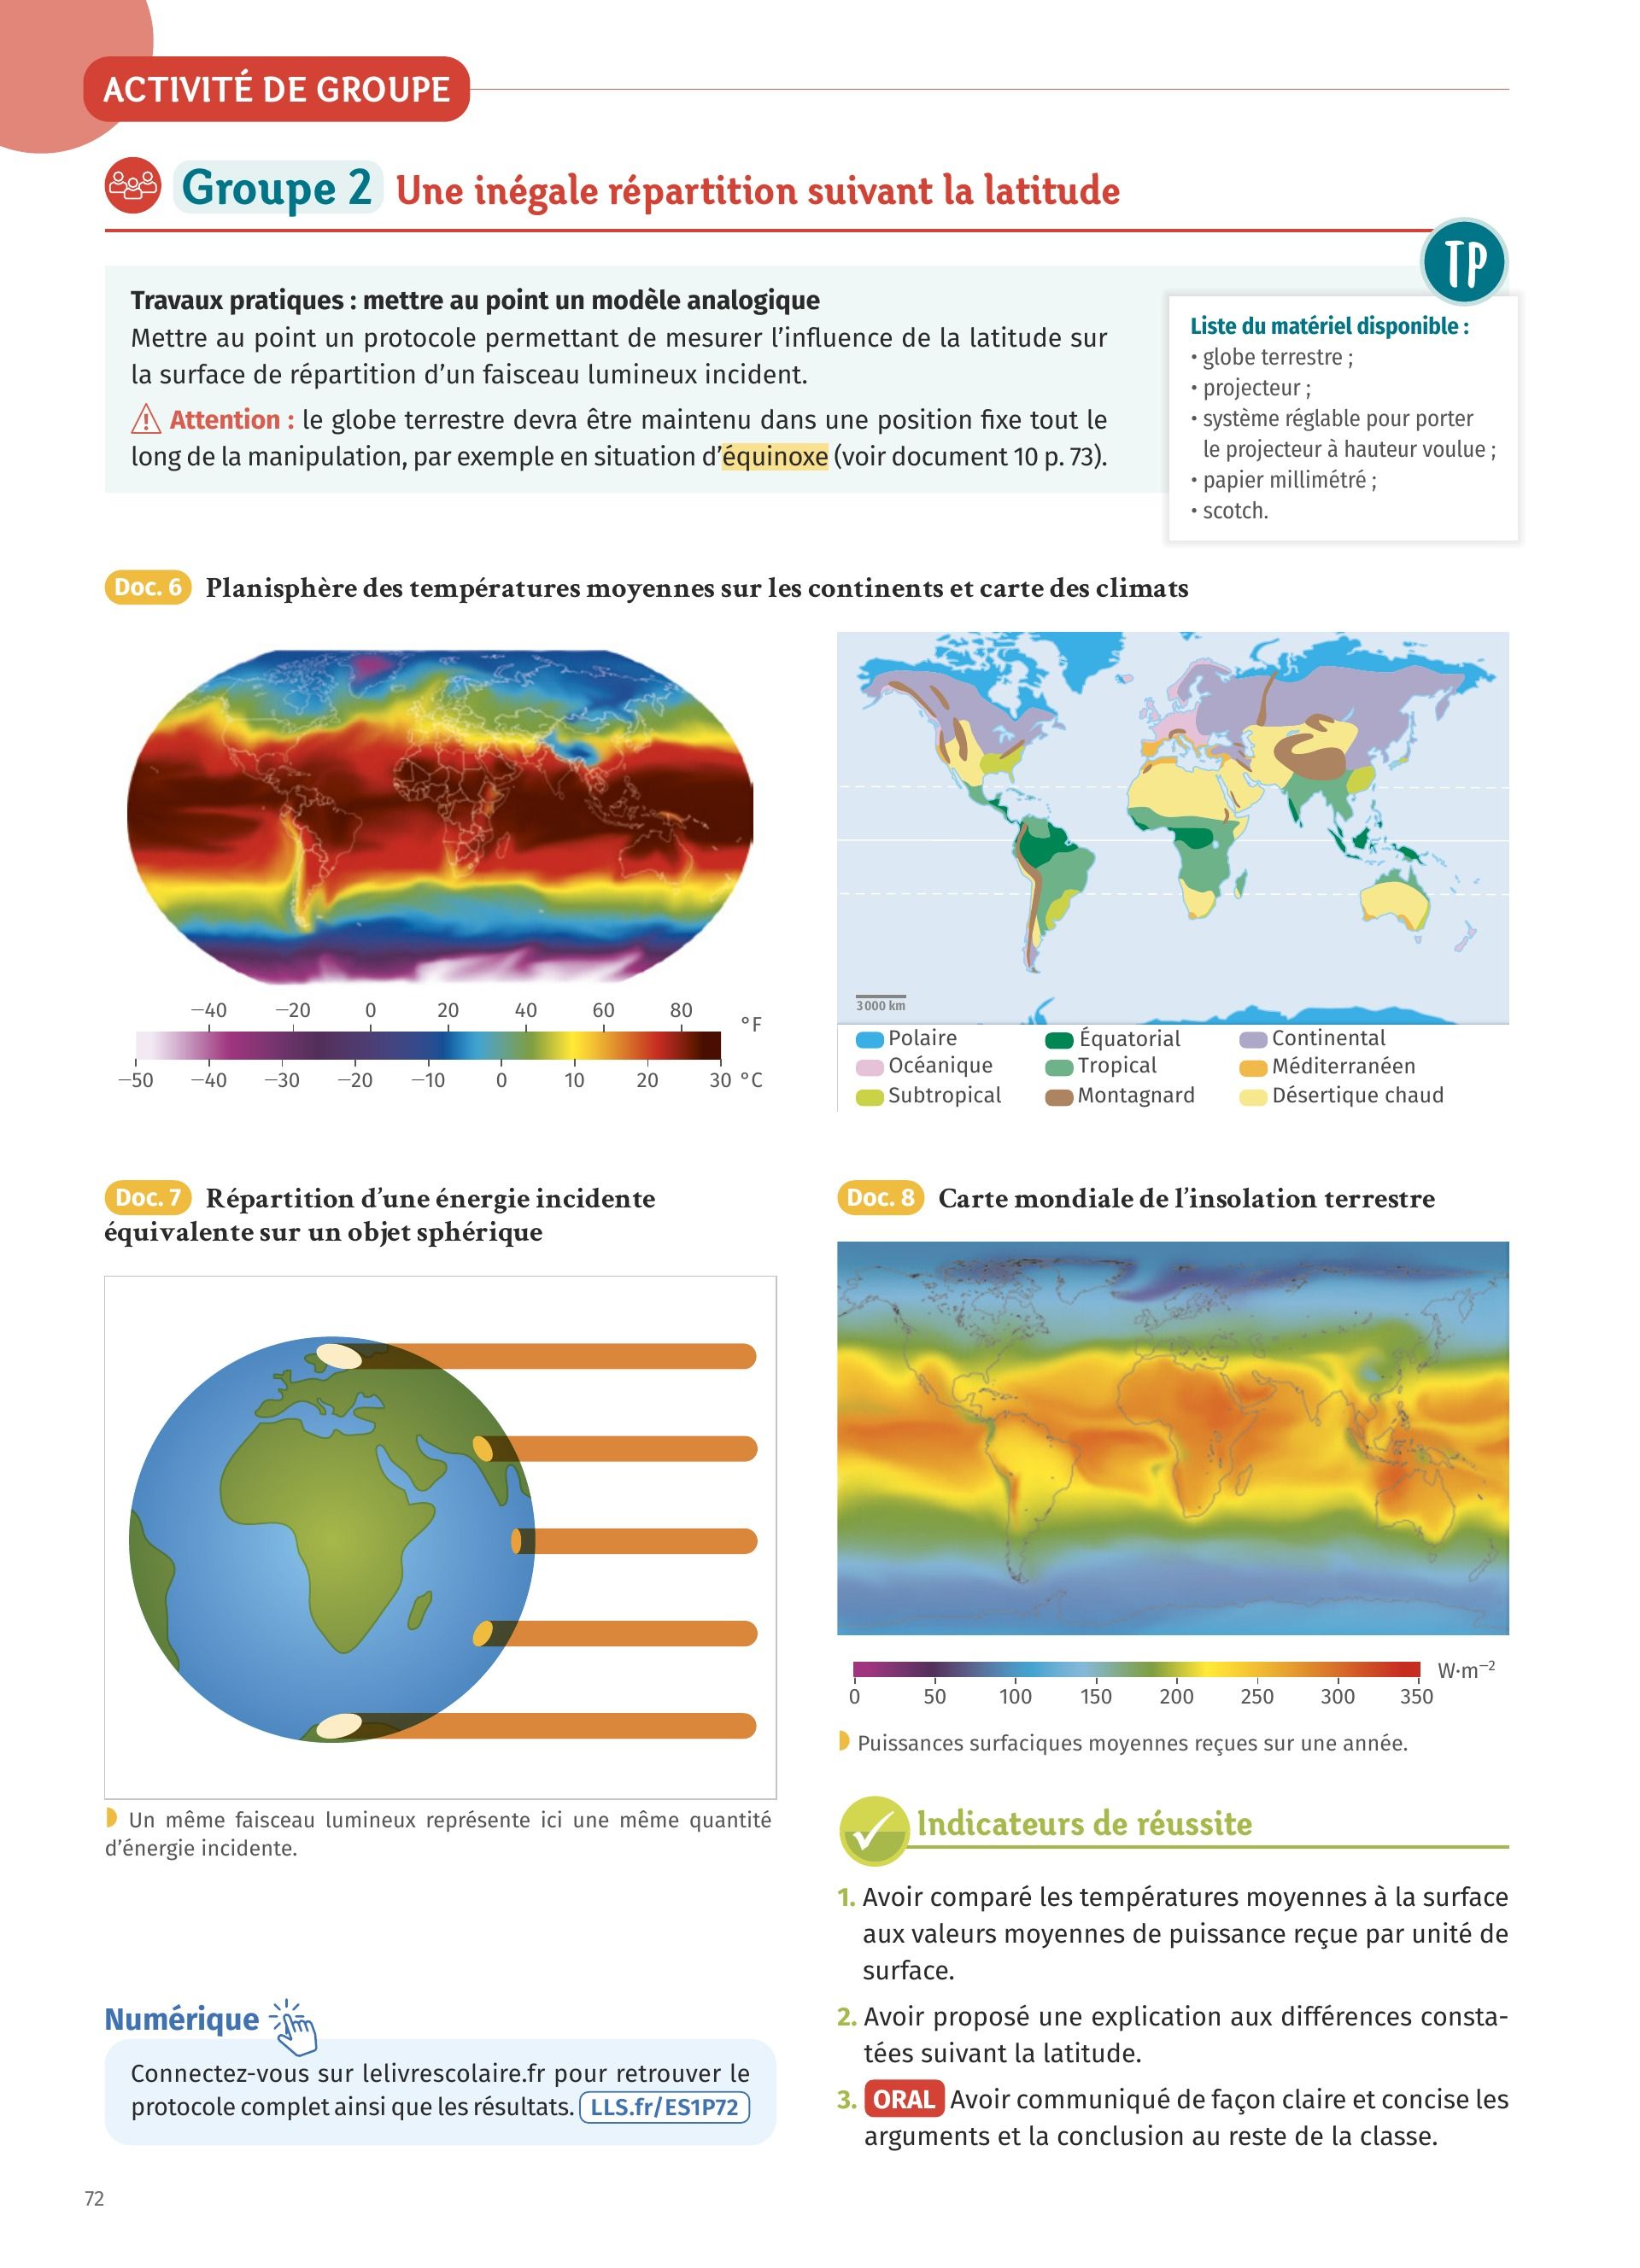 ACTIVITÉ DE GROUPE
Groupe 2 Une inégale répartition suivant la latitude
TP
Travaux pratiques : mettre au point un modèle analogique
Mettre au point un protocole permettant de mesurer l'influence de la latitude sur
la surface de répartition d'un faisceau lumineux incident.
Attention : le globe terrestre devra être maintenu dans une position fixe tout le
long de la manipulation, par exemple en situation d'équinoxe (voir document 10 p. 73).
Liste du matériel disponible :
• globe terrestre ;
• projecteur ;
• système réglable pour porter
le projecteur à hauteur voulue ;
• papier millimétré ;
• scotch.
Doc. 6 Planisphère des températures moyennes sur les continents et carte des climats
−40 −20 0 20 40 60 80 °F
−50 −40 −30 −20 −10 0 10 20 30 °C
3000 km
Polaire Équatorial Continental
Océanique Tropical Méditerranéen
Subtropical Montagnard Désertique chaud
Doc. 7 Répartition d'une énergie incidente
équivalente sur un objet sphérique
Un même faisceau lumineux représente ici une même quantité
d'énergie incidente.
Numérique
Connectez-vous sur lelivrescolaire.fr pour retrouver le
protocole complet ainsi que les résultats. LLS.fr/ES1P72
Doc. 8 Carte mondiale de l'insolation terrestre
0 50 100 150 200 250 300 350 W·m−2
Puissances surfaciques moyennes reçues sur une année.
Indicateurs de réussite
1. Avoir comparé les températures moyennes à la surface
aux valeurs moyennes de puissance reçue par unité de
surface.
2. Avoir proposé une explication aux différences consta-
tées suivant la latitude.
3. ORAL Avoir communiqué de façon claire et concise les
arguments et la conclusion au reste de la classe.
72